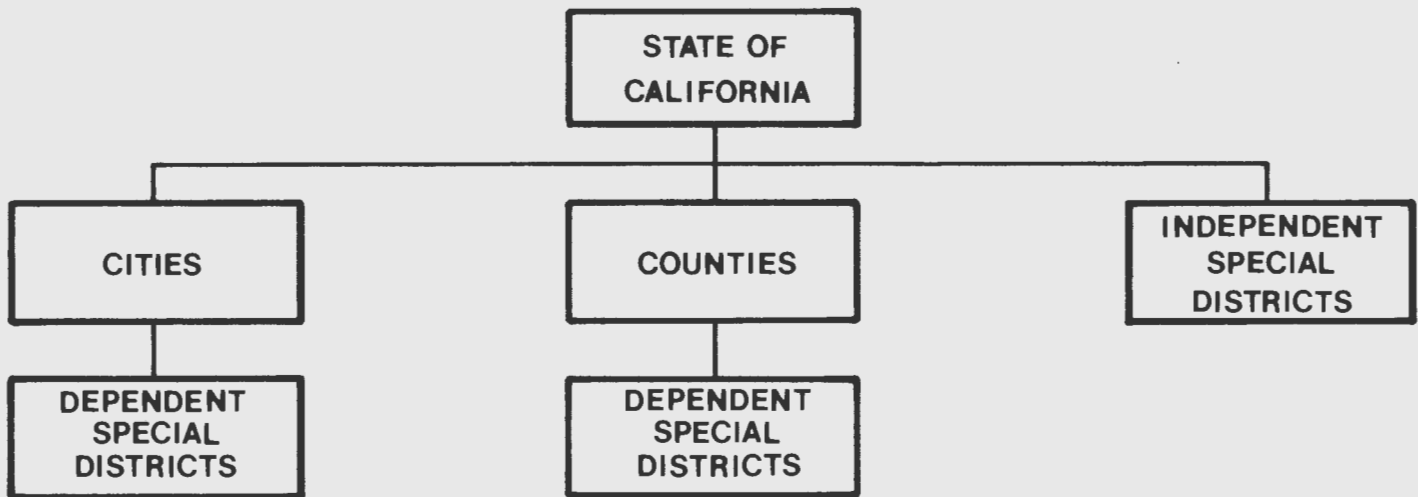 STATE OF
CALIFORNIA
CITIES
COUNTIES
INDEPENDENT
SPECIAL
DISTRICTS
DEPENDENT
SPECIAL
DISTRICTS
DEPENDENT
SPECIAL
DISTRICTS